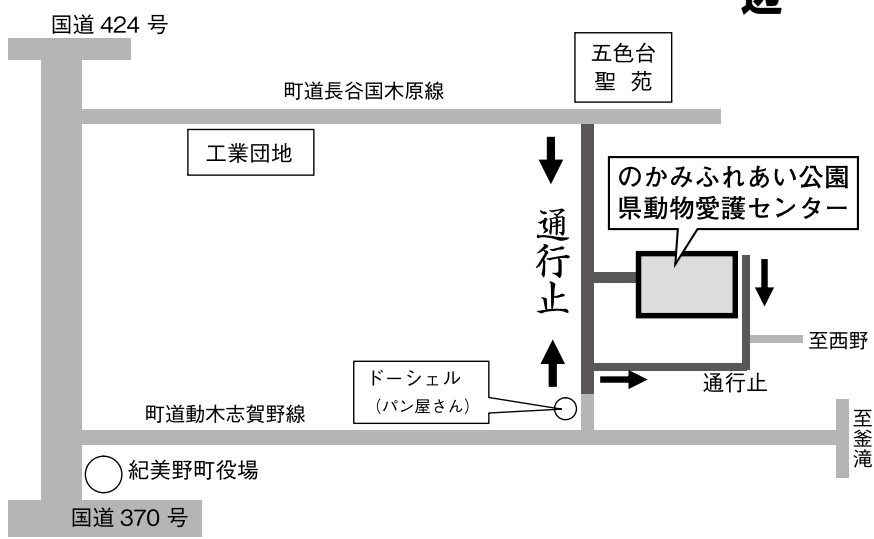 国道 424 号
五色台
聖 苑
町道長谷国木原線
工業団地
のかみふれあい公園
県動物愛護センター
通行止
至西野
ドーシェル
（パン屋さん）
通行止
町道動木志賀野線
至釜滝
紀美野町役場
国道 370 号